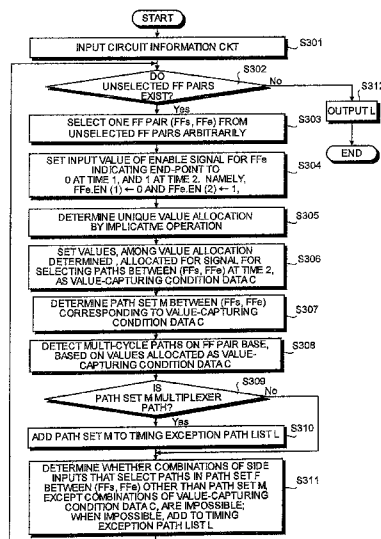 START
S301
INPUT CIRCUIT INFORMATION CKT
S302
DO
UNSELECTED FF PAIRS
EXIST?
No
S312
OUTPUT L
END
Yes
S303
SELECT ONE FF PAIR (FFs, FFe) FROM
UNSELECTED FF PAIRS ARBITRARILY
S304
SET INPUT VALUE OF ENABLE SIGNAL FOR FFe
INDICATING END-POINT TO
0 AT TIME 1, AND 1 AT TIME 2. NAMELY,
FFe.EN (1) ← 0 AND FFe.EN (2) ← 1,
S305
DETERMINE UNIQUE VALUE ALLOCATION
BY IMPLICATIVE OPERATION
S306
SET VALUES, AMONG VALUE ALLOCATION
DETERMINED, ALLOCATED FOR SIGNAL FOR
SELECTING PATHS BETWEEN (FFs, FFe) AT TIME 2,
AS VALUE-CAPTURING CONDITION DATA C
S307
DETERMINE PATH SET M BETWEEN (FFs, FFe)
CORRESPONDING TO VALUE-CAPTURING
CONDITION DATA C
S308
DETECT MULTI-CYCLE PATHS ON FF PAIR BASE,
BASED ON VALUES ALLOCATED AS VALUE-
CAPTURING CONDITION DATA C
S309
IS
PATH SET M MULTIPLEXER
PATH?
No
Yes
S310
ADD PATH SET M TO TIMING EXCEPTION PATH LIST L
S311
DETERMINE WHETHER COMBINATIONS OF SIDE
INPUTS THAT SELECT PATHS IN PATH SET F
BETWEEN (FFs, FFe) OTHER THAN PATH SET M,
EXCEPT COMBINATIONS OF VALUE-CAPTURING
CONDITION DATA C, ARE IMPOSSIBLE;
WHEN IMPOSSIBLE, ADD TO TIMING
EXCEPTION PATH LIST L